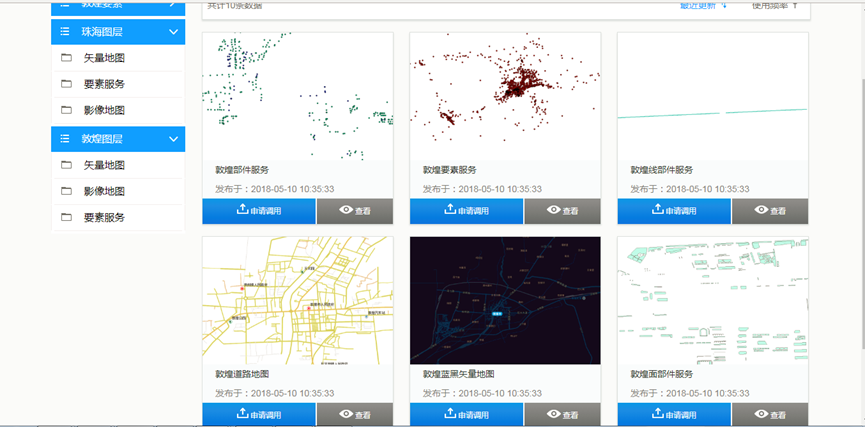 敦煌要素
共计10条数据
最近更新
使用频率
珠海图层
矢量地图
要素服务
影像地图
敦煌图层
矢量地图
影像地图
要素服务
敦煌部件服务
发布于：2018-05-10 10:35:33
申请调用
查看
敦煌要素服务
发布于：2018-05-10 10:35:33
申请调用
查看
敦煌线部件服务
发布于：2018-05-10 10:35:33
申请调用
查看
敦煌道路地图
发布于：2018-05-10 10:35:33
申请调用
查看
敦煌蓝黑矢量地图
发布于：2018-05-10 10:35:33
申请调用
查看
敦煌面部件服务
发布于：2018-05-10 10:35:33
申请调用
查看